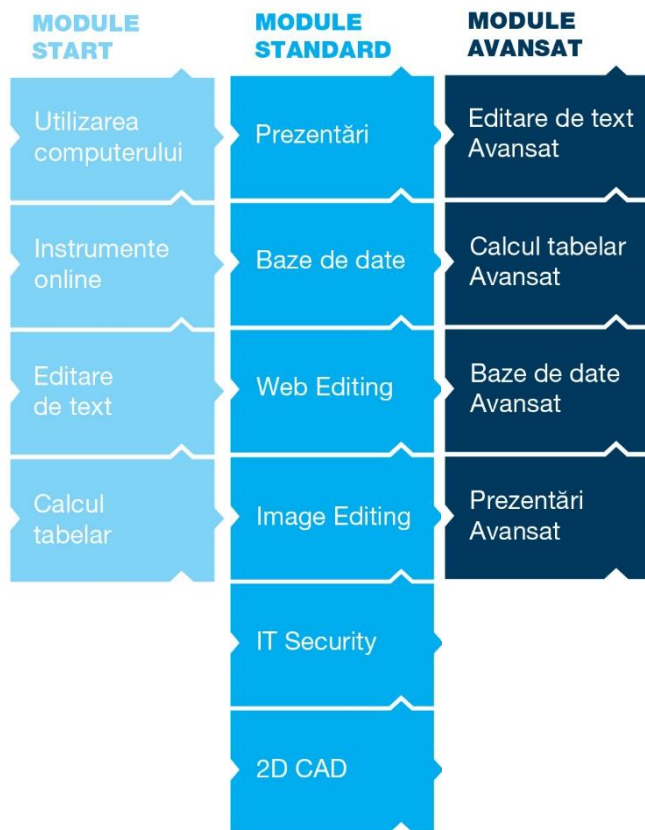 MODULE
START
Utilizarea
computerului
Instrumente
online
Editare
de text
Calcul
tabelar
MODULE
STANDARD
Prezentări
Baze de date
Web Editing
Image Editing
IT Security
2D CAD
MODULE
AVANSAT
Editare de text
Avansat
Calcul tabelar
Avansat
Baze de date
Avansat
Prezentări
Avansat